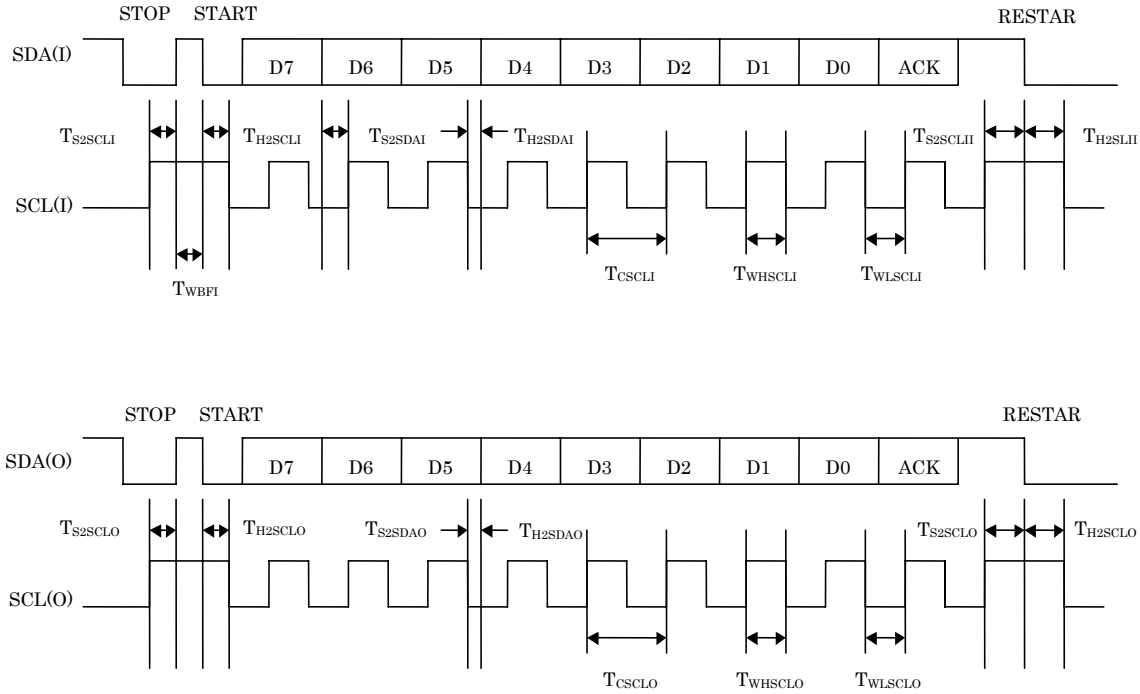 STOP START RESTAR
SDA(I) D7 D6 D5 D4 D3 D2 D1 D0 ACK
TS2SCLI TH2SCLI TS2SDAI TH2SDAI TS2SCLII TH2SLII
SCL(I)
TCSCLI TWHSCLI TWLSCLI
TWBFI
STOP START RESTAR
SDA(O) D7 D6 D5 D4 D3 D2 D1 D0 ACK
TS2SCLO TH2SCLO TS2SDAO TH2SDAO TS2SCLO TH2SCLO
SCL(O)
TCSCLO TWHSCLO TWLSCLO